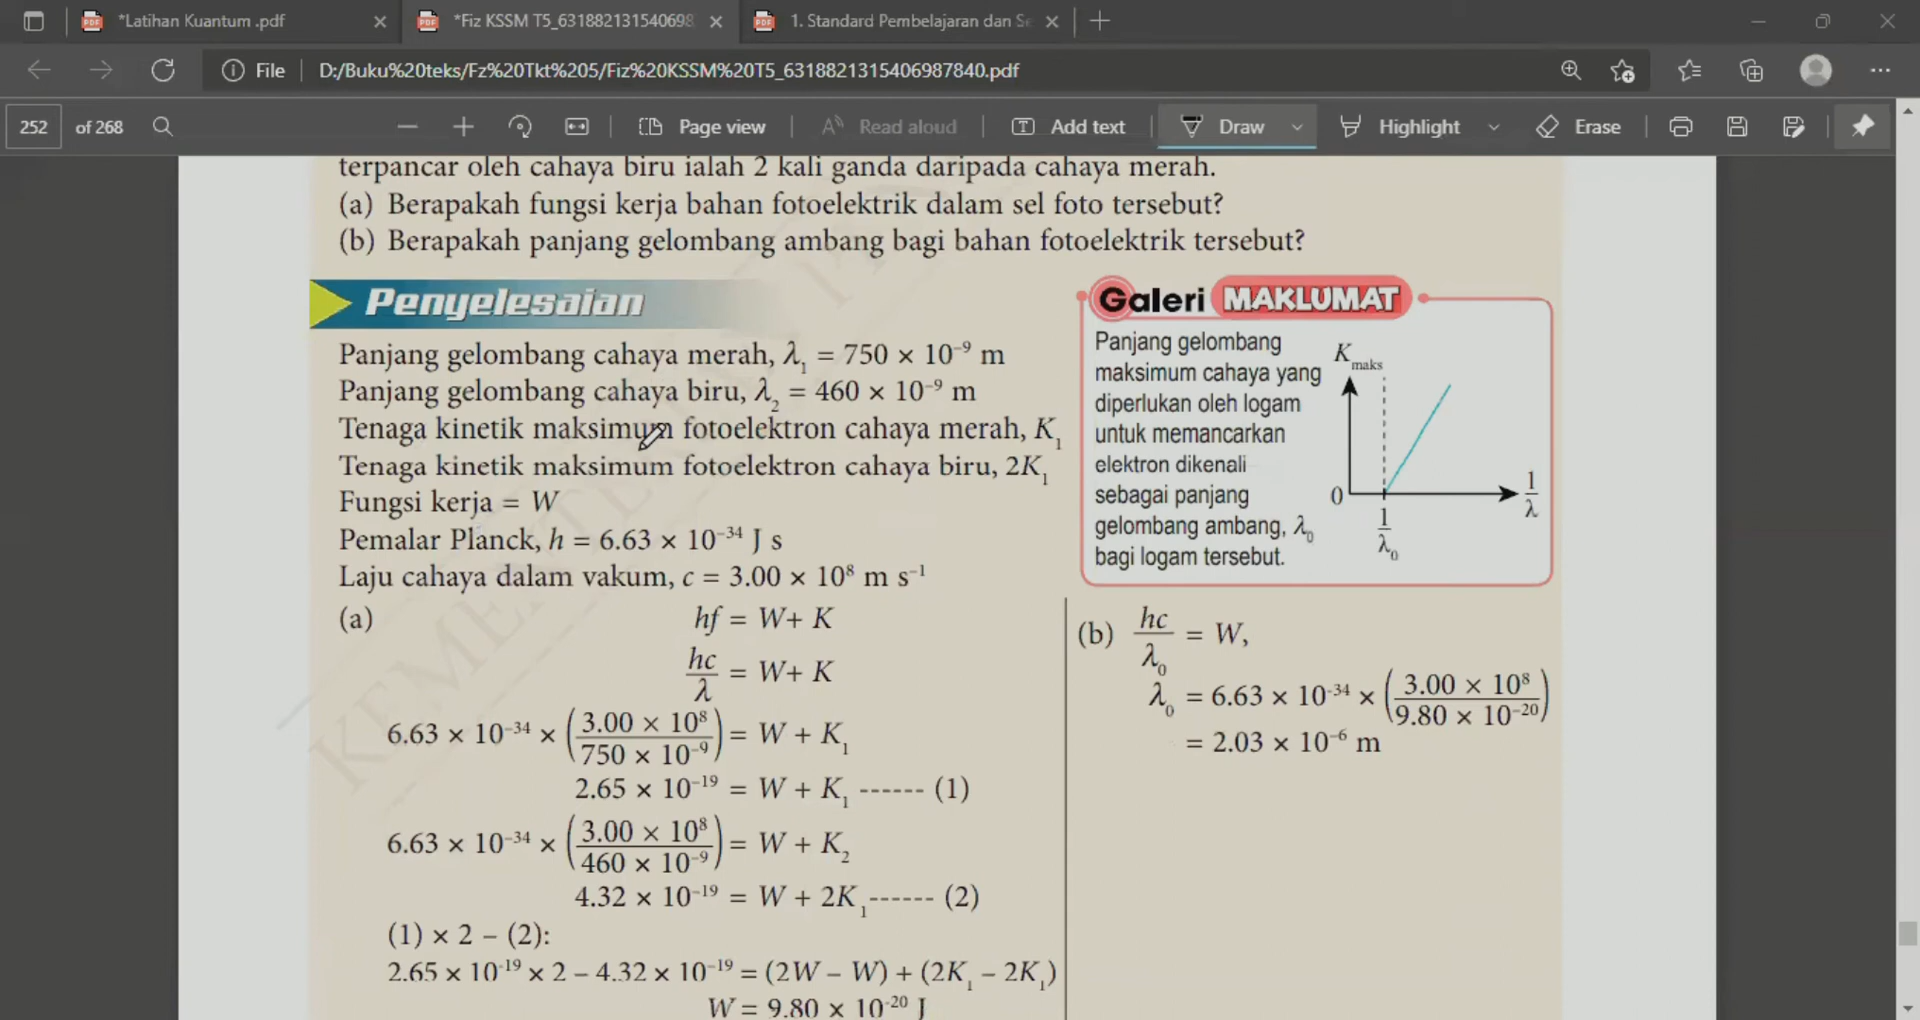 *Latihan Kuantum .pdf
*Fiz KSSM T5_631882131540698
1. Standard Pembelajaran dan Se
File D:/Buku%20teks/Fz%20Tkt%205/Fiz%20KSSM%20T5_6318821315406987840.pdf
252 of 268 Page view Read aloud Add text Draw Highlight Erase
terpancar oleh cahaya biru ialah 2 kali ganda daripada cahaya merah.
(a) Berapakah fungsi kerja bahan fotoelektrik dalam sel foto tersebut?
(b) Berapakah panjang gelombang ambang bagi bahan fotoelektrik tersebut?
Penyelesaian
Panjang gelombang cahaya merah, λ₁ = 750 × 10⁻⁹ m
Panjang gelombang cahaya biru, λ₂ = 460 × 10⁻⁹ m
Tenaga kinetik maksimum fotoelektron cahaya merah, K₁
Tenaga kinetik maksimum fotoelektron cahaya biru, 2K₁
Fungsi kerja = W
Pemalar Planck, h = 6.63 × 10⁻³⁴ J s
Laju cahaya dalam vakum, c = 3.00 × 10⁸ m s⁻¹
Galeri MAKLUMAT
Panjang gelombang
maksimum cahaya yang
diperlukan oleh logam
untuk memancarkan
elektron dikenali
sebagai panjang
gelombang ambang, λ₀
bagi logam tersebut.
K maks
0
1/λ₀
1/λ
(a) hf = W+ K
hc/λ = W+ K
6.63 × 10⁻³⁴ × (3.00 × 10⁸ / 750 × 10⁻⁹) = W + K₁
2.65 × 10⁻¹⁹ = W + K₁ ------ (1)
6.63 × 10⁻³⁴ × (3.00 × 10⁸ / 460 × 10⁻⁹) = W + K₂
4.32 × 10⁻¹⁹ = W + 2K₁ ------ (2)
(1) × 2 – (2):
2.65 × 10⁻¹⁹ × 2 – 4.32 × 10⁻¹⁹ = (2W – W) + (2K₁ – 2K₁)
W = 9.80 × 10⁻²⁰ J
(b) hc/λ₀ = W,
λ₀ = 6.63 × 10⁻³⁴ × (3.00 × 10⁸ / 9.80 × 10⁻²⁰)
= 2.03 × 10⁻⁶ m